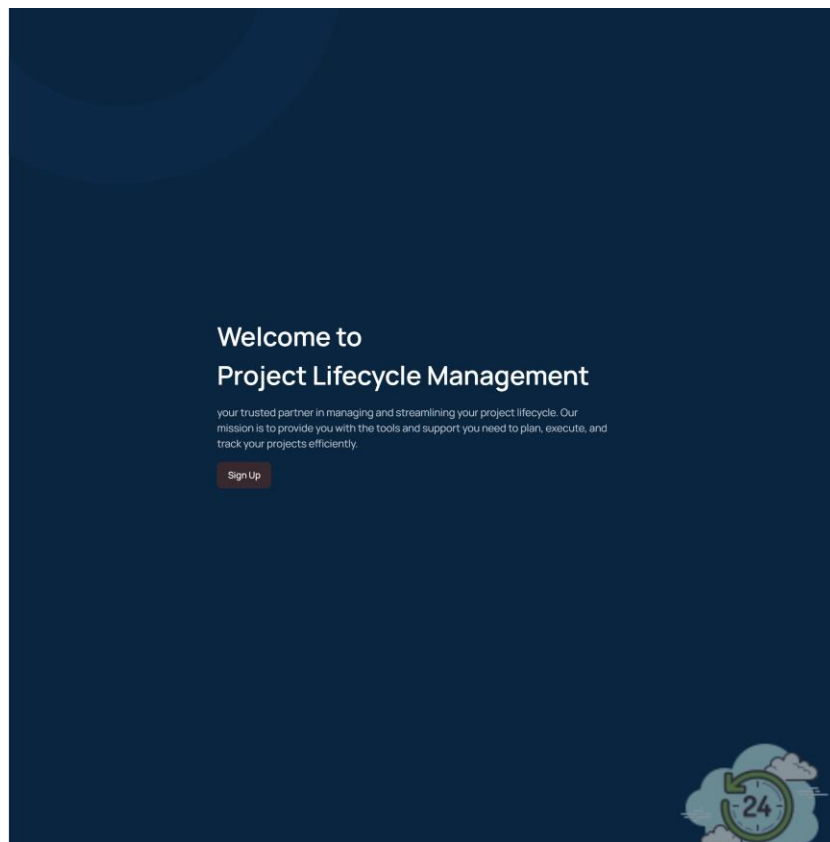 Welcome to
Project Lifecycle Management
your trusted partner in managing and streamlining your project lifecycle. Our
mission is to provide you with the tools and support you need to plan, execute, and
track your projects efficiently.
Sign Up
24